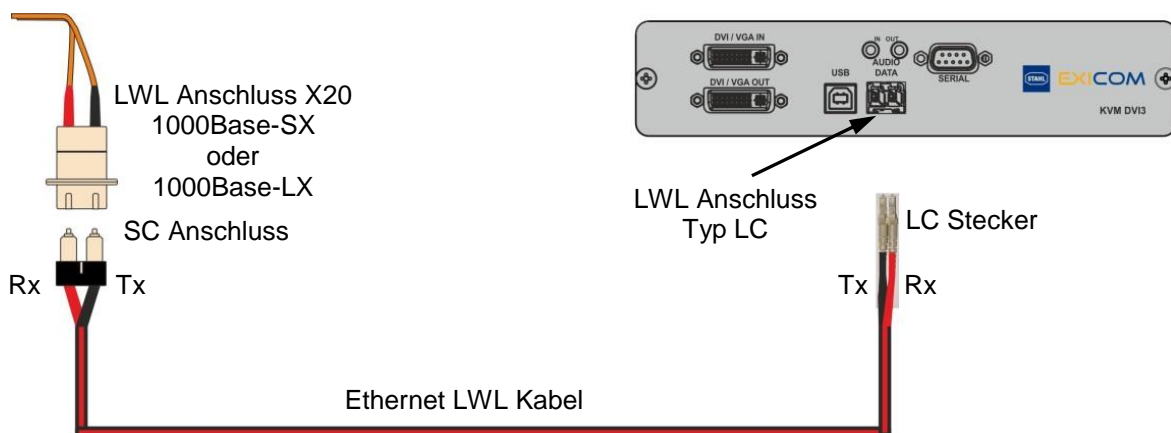 LWL Anschluss X20
1000Base-SX
oder
1000Base-LX
SC Anschluss
Rx
Tx
DVI / VGA IN
DVI / VGA OUT
USB
IN OUT
AUDIO
DATA
SERIAL
STAHL
EXICOM
KVM DVI3
LWL Anschluss
Typ LC
LC Stecker
Tx
Rx
Ethernet LWL Kabel